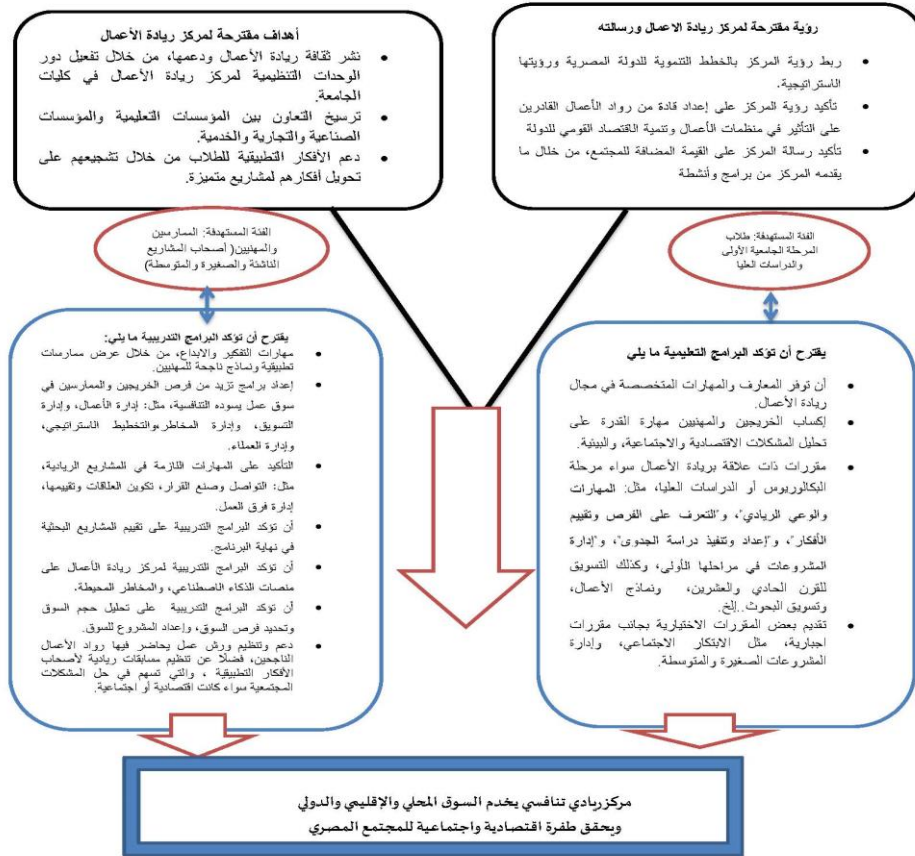 رؤية مقترحة لمركز ريادة الاعمال ورسالته
ربط رؤية المركز بالخطط التنموية للدولة المصرية ورؤيتها
الاستراتيجية.
تأكيد رؤية المركز على إعداد قادة من رواد الأعمال القادرين
على التأثير في منظمات الأعمال وتنمية الاقتصاد القومي للدولة
تأكيد رسالة المركز على القيمة المضافة للمجتمع، من خلال ما
يقدمه المركز من برامج وأنشطة
أهداف مقترحة لمركز ريادة الأعمال
نشر ثقافة ريادة الأعمال ودعمها، من خلال تفعيل دور
الوحدات التنظيمية لمركز ريادة الأعمال في كليات
الجامعة.
ترسيخ التعاون بين المؤسسات التعليمية والمؤسسات
الصناعية والتجارية والخدمية.
دعم الأفكار التطبيقية للطلاب من خلال تشجيعهم على
تحويل أفكارهم لمشاريع متميزة.
الفئة المستهدفة: طلاب
المرحلة الجامعية الأولى
والدراسات العليا
الفئة المستهدفة: الممارسين
والمهنيين( أصحاب المشاريع
الناشئة والصغيرة والمتوسطة)
يقترح أن تؤكد البرامج التعليمية ما يلي
أن توفر المعارف والمهارات المتخصصة في مجال
ريادة الأعمال.
إكساب الخريجين والمهنيين مهارة القدرة على
تحليل المشكلات الاقتصادية والاجتماعية، والبيئية.
مقررات ذات علاقة بريادة الأعمال سواء مرحلة
البكالوريوس أو الدراسات العليا، مثل: المهارات
والوعي الريادي"، و"التعرف على الفرص وتقييم
الأفكار"، و"إعداد وتنفيذ دراسة الجدوى"، و"إدارة
المشروعات في مراحلها الأولى، وكذلك التسويق
للقرن الحادي والعشرين، ونماذج الأعمال،
وتسويق البحوث..إلخ.
تقديم بعض المقررات الاختيارية بجانب مقررات
اجبارية، مثل الابتكار الاجتماعي، وإدارة
المشروعات الصغيرة والمتوسطة.
يقترح أن تؤكد البرامج التدريبية ما يلي:
مهارات التفكير والابداع، من خلال عرض ممارسات
تطبيقية ونماذج ناجحة للمهنيين.
إعداد برامج تزيد من فرص الخريجين والممارسين في
سوق عمل يسوده التنافسية، مثل: إدارة الأعمال، وإدارة
التسويق، وإدارة المخاطر،والتخطيط الاستراتيجي،
وإدارة العملاء.
التأكيد على المهارات اللازمة في المشاريع الريادية،
مثل: التواصل وصنع القرار، تكوين العلاقات وتقييمها،
إدارة فرق العمل.
أن تؤكد البرامج التدريبية على تقييم المشاريع البحثية
في نهاية البرنامج.
أن تؤكد البرامج التدريبية لمركز ريادة الأعمال على
منصات الذكاء الاصطناعي، والمخاطر المحيطة.
أن تؤكد البرامج التدريبية على تحليل حجم السوق
وتحديد فرص السوق، وإعداد المشروع للسوق.
دعم وتنظيم ورش عمل يحاضر فيها رواد الأعمال
الناجحين، فضلًا عن تنظيم مسابقات ريادية لأصحاب
الأفكار التطبيقية ، والتي تسهم في حل المشكلات
المجتمعية سواء كانت اقتصادية أو اجتماعية.
مركز ريادي تنافسي يخدم السوق المحلي والإقليمي والدولي
ويحقق طفرة اقتصادية واجتماعية للمجتمع المصري